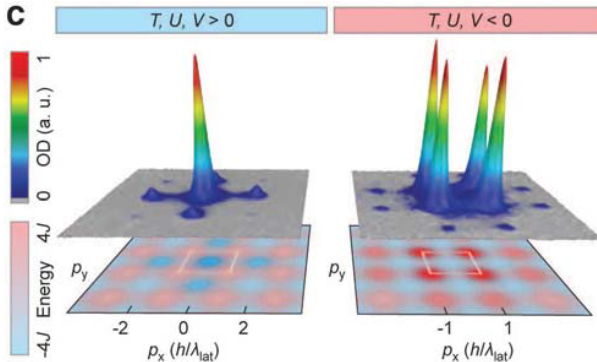 C
T, U, V > 0
T, U, V < 0
1
OD (a. u.)
0
4J
Energy
-4J
p_y
-2
0
2
p_x (h/λ_lat)
p_y
-1
1
p_x (h/λ_lat)